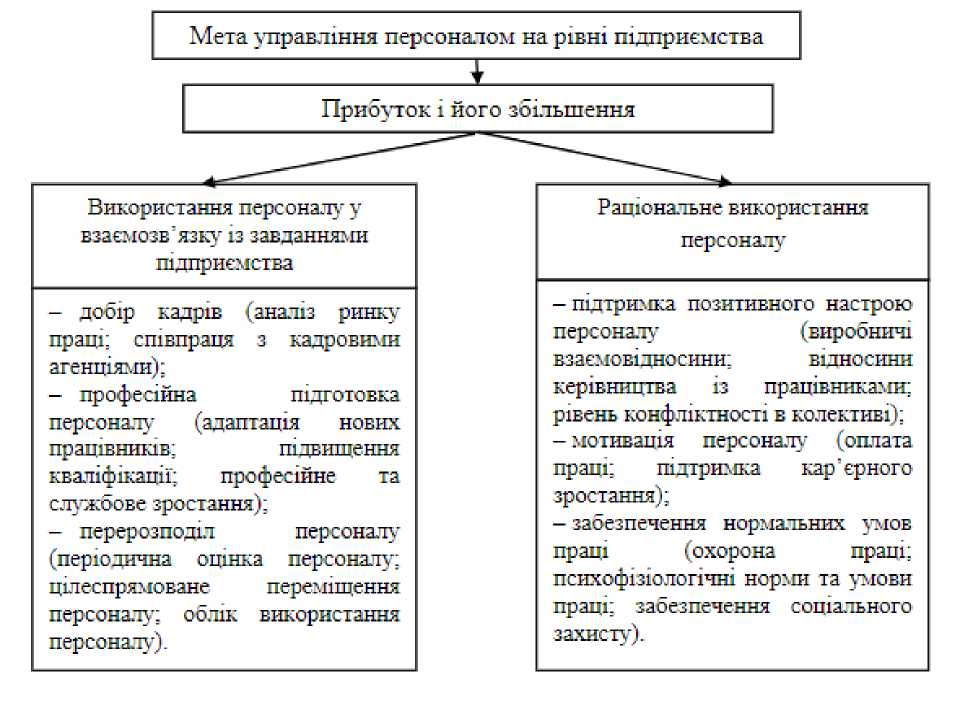 Мета управління персоналом на рівні підприємства
Прибуток і його збільшення
Використання персоналу у
взаємозв’язку із завданнями
підприємства
– добір кадрів (аналіз ринку
праці; співпраця з кадровими
агенціями);
– професійна підготовка
персоналу (адаптація нових
працівників; підвищення
кваліфікації; професійне та
службове зростання);
– перерозподіл персоналу
(періодична оцінка персоналу;
цілеспрямоване переміщення
персоналу; облік використання
персоналу).
Раціональне використання
персоналу
– підтримка позитивного настрою
персоналу (виробничі
взаємовідносини; відносини
керівництва із працівниками;
рівень конфліктності в колективі);
– мотивація персоналу (оплата
праці; підтримка кар’єрного
зростання);
– забезпечення нормальних умов
праці (охорона праці;
психофізіологічні норми та умови
праці; забезпечення соціального
захисту).